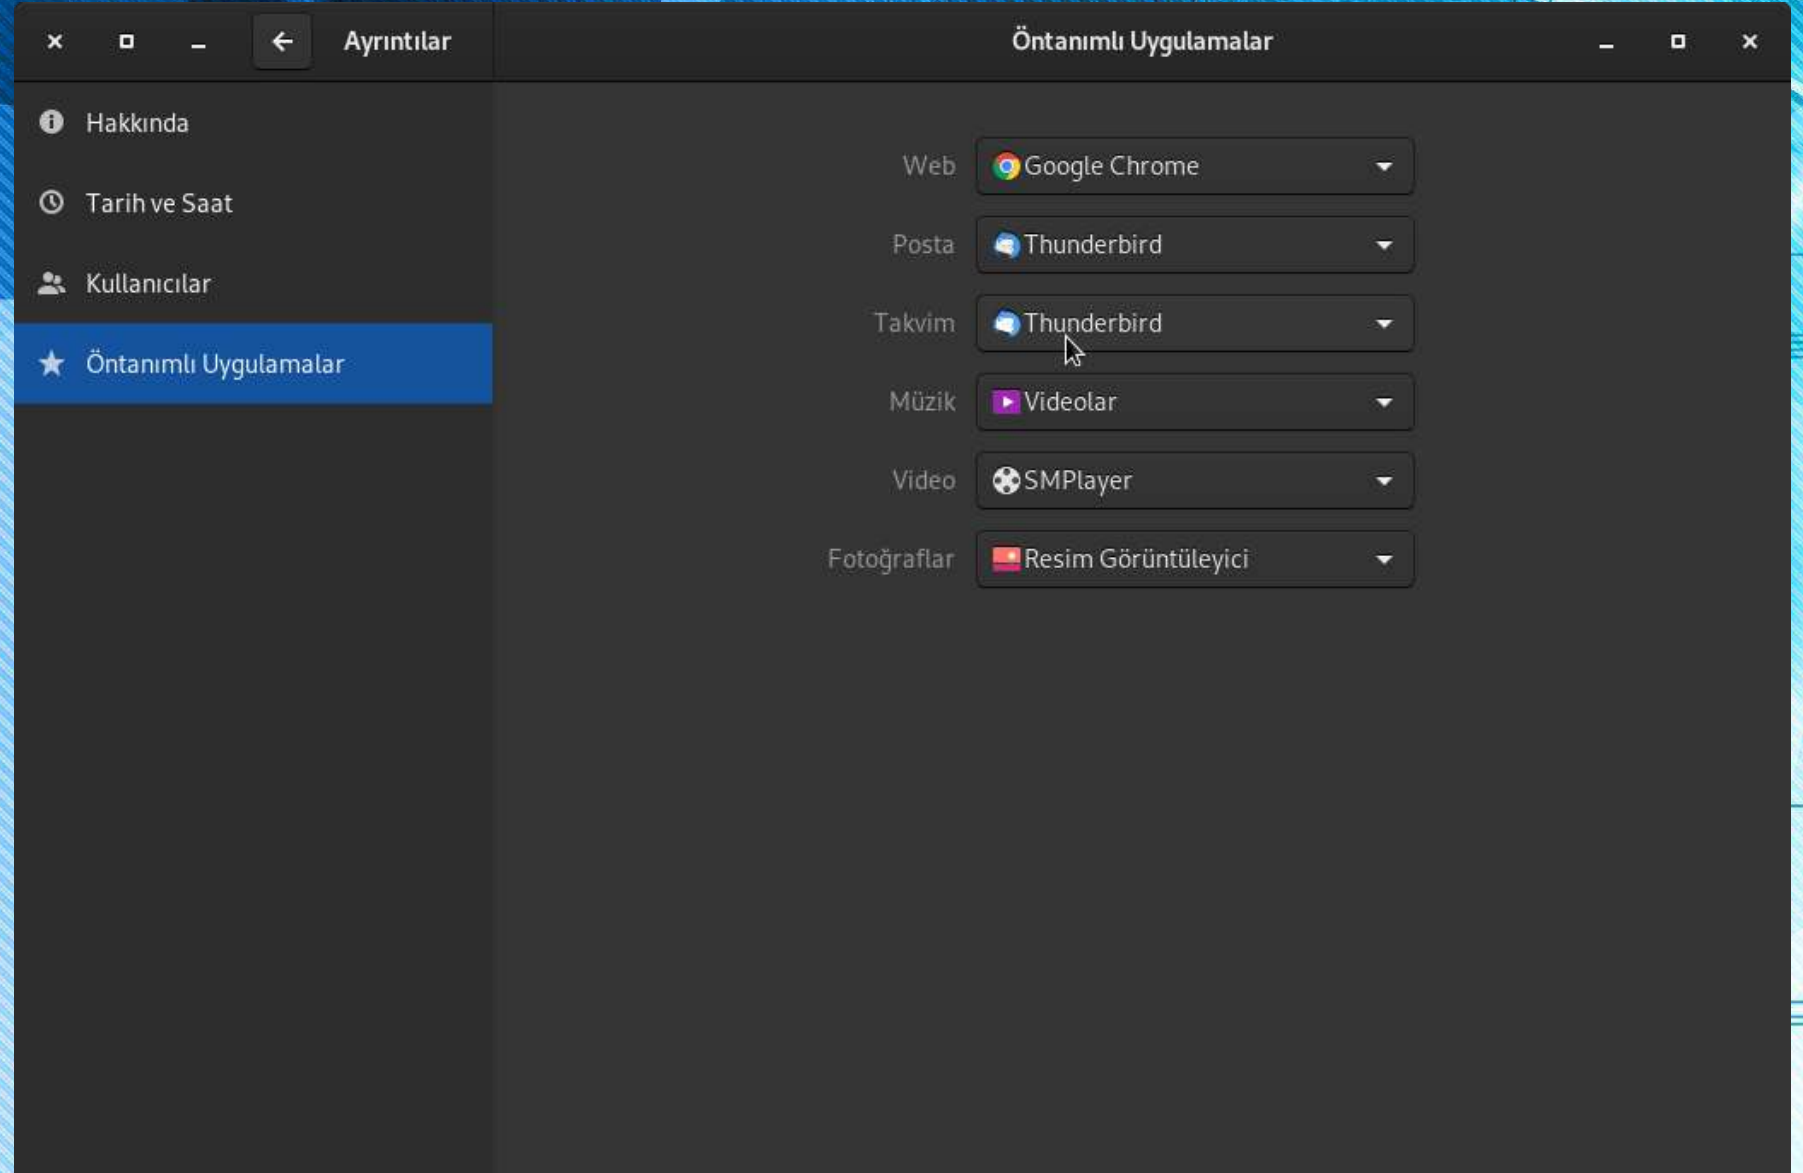 Ayrıntılar
Öntanımlı Uygulamalar
Hakkında
Tarih ve Saat
Kullanıcılar
Öntanımlı Uygulamalar
Web Google Chrome
Posta Thunderbird
Takvim Thunderbird
Müzik Videolar
Video SMPlayer
Fotoğraflar Resim Görüntüleyici